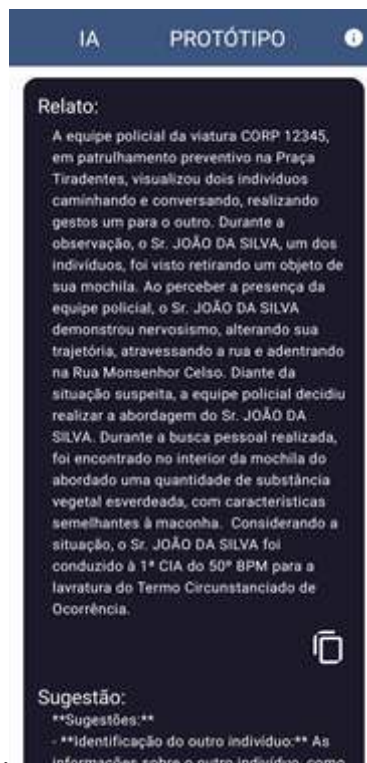 IA PROTÓTIPO
Relato:
A equipe policial da viatura CORP 12345,
em patrulhamento preventivo na Praça
Tiradentes, visualizou dois indivíduos
caminhando e conversando, realizando
gestos um para o outro. Durante a
observação, o Sr. JOÃO DA SILVA, um dos
indivíduos, foi visto retirando um objeto de
sua mochila. Ao perceber a presença da
equipe policial, o Sr. JOÃO DA SILVA
demonstrou nervosismo, alterando sua
trajetória, atravessando a rua e adentrando
na Rua Monsenhor Celso. Diante da
situação suspeita, a equipe policial decidiu
realizar a abordagem do Sr. JOÃO DA
SILVA. Durante a busca pessoal realizada,
foi encontrado no interior da mochila do
abordado uma quantidade de substância
vegetal esverdeada, com características
semelhantes à maconha. Considerando a
situação, o Sr. JOÃO DA SILVA foi
conduzido à 1ª CIA do 50º BPM para a
lavratura do Termo Circunstanciado de
Ocorrência.
Sugestão:
**Sugestões:**
- **Identificação do outro indivíduo:** As
informações sobre o outro indivíduo, como